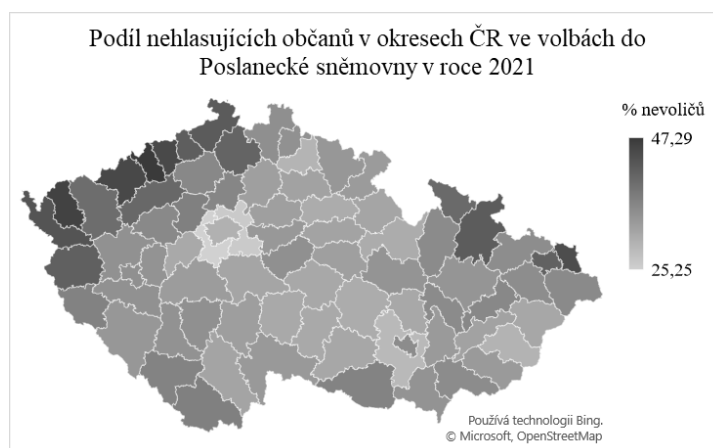 Podíl nehlasujících občanů v okresech ČR ve volbách do
Poslanecké sněmovny v roce 2021
% nevoličů
47,29
25,25
Používá technologii Bing.
© Microsoft, OpenStreetMap